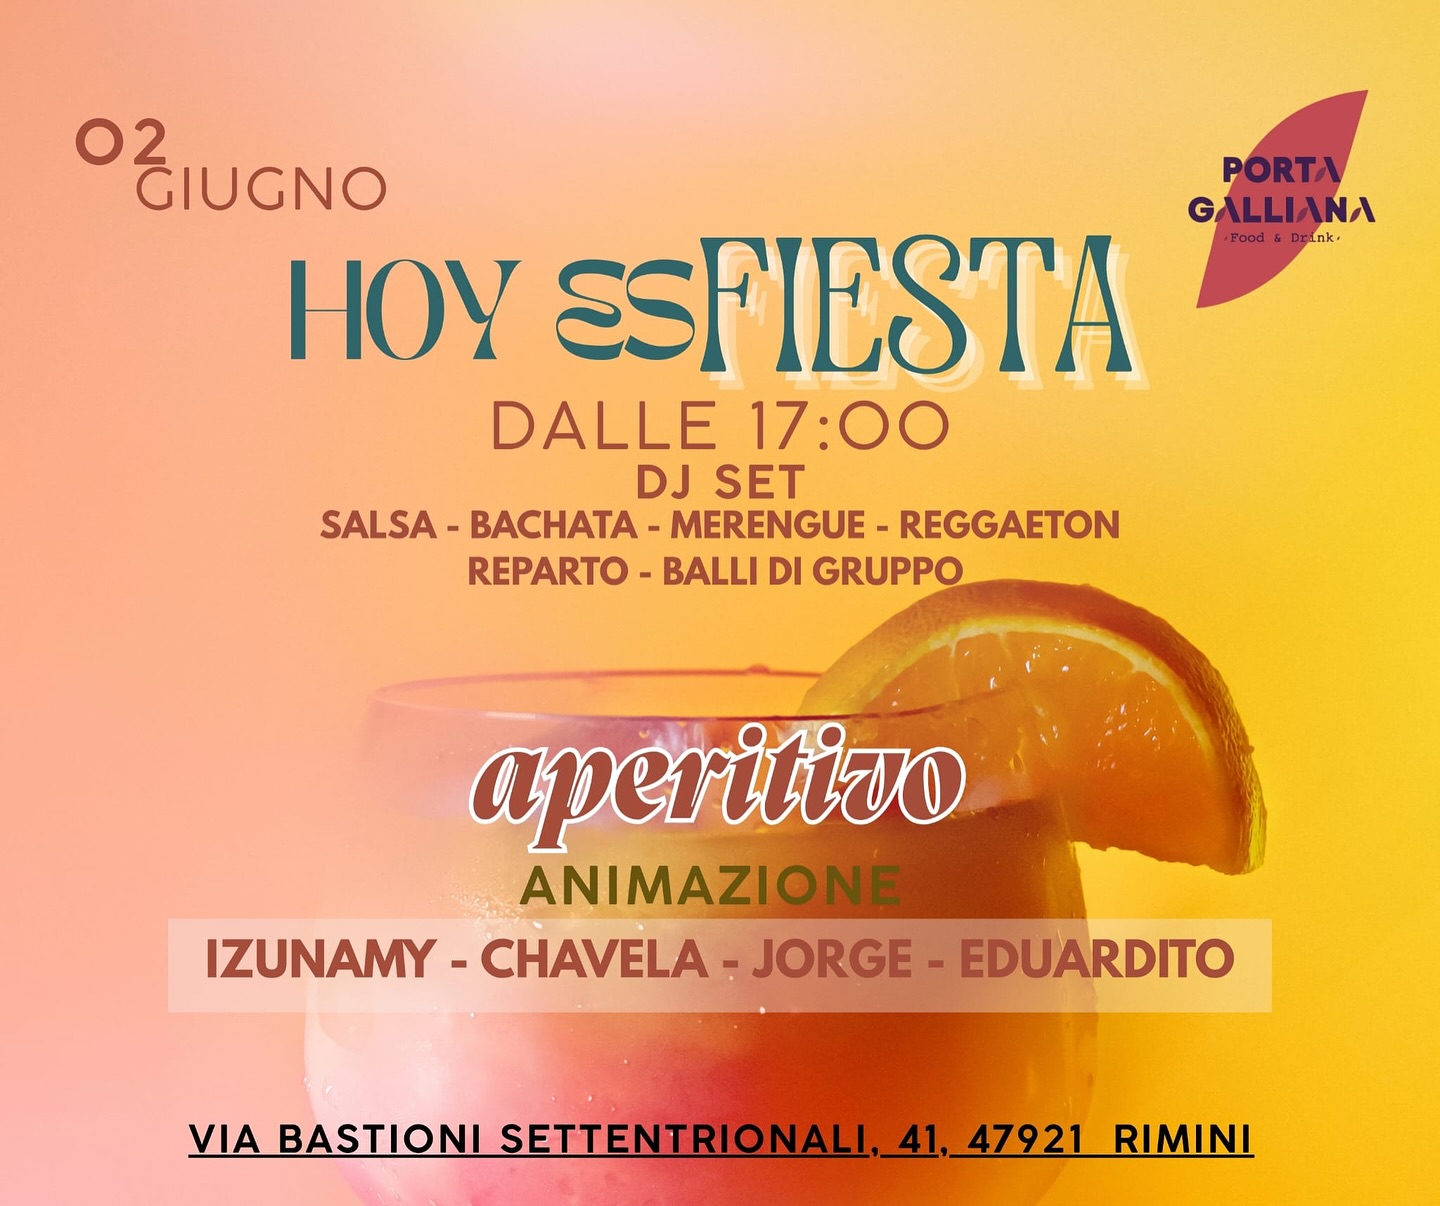 02
GIUGNO
PORTA
GALLIANA
·Food & Drink·
HOY ES FIESTA
DALLE 17:00
DJ SET
SALSA - BACHATA - MERENGUE - REGGAETON
REPARTO - BALLI DI GRUPPO
aperitivo
ANIMAZIONE
IZUNAMY - CHAVELA - JORGE - EDUARDITO
VIA BASTIONI SETTENTRIONALI, 41, 47921 RIMINI